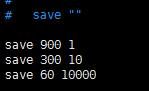 #
#   save ""

save 900 1
save 300 10
save 60 10000